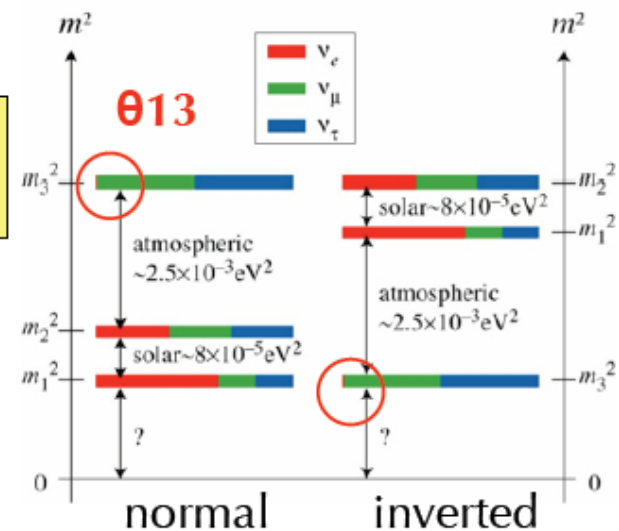 m²
m²
νe
νμ
ντ
θ13
m₃²
atmospheric
~2.5×10⁻³eV²
m₂²
solar~8×10⁻⁵eV²
m₁²
?
0
normal
m₂²
solar~8×10⁻⁵eV²
m₁²
atmospheric
~2.5×10⁻³eV²
m₃²
?
0
inverted